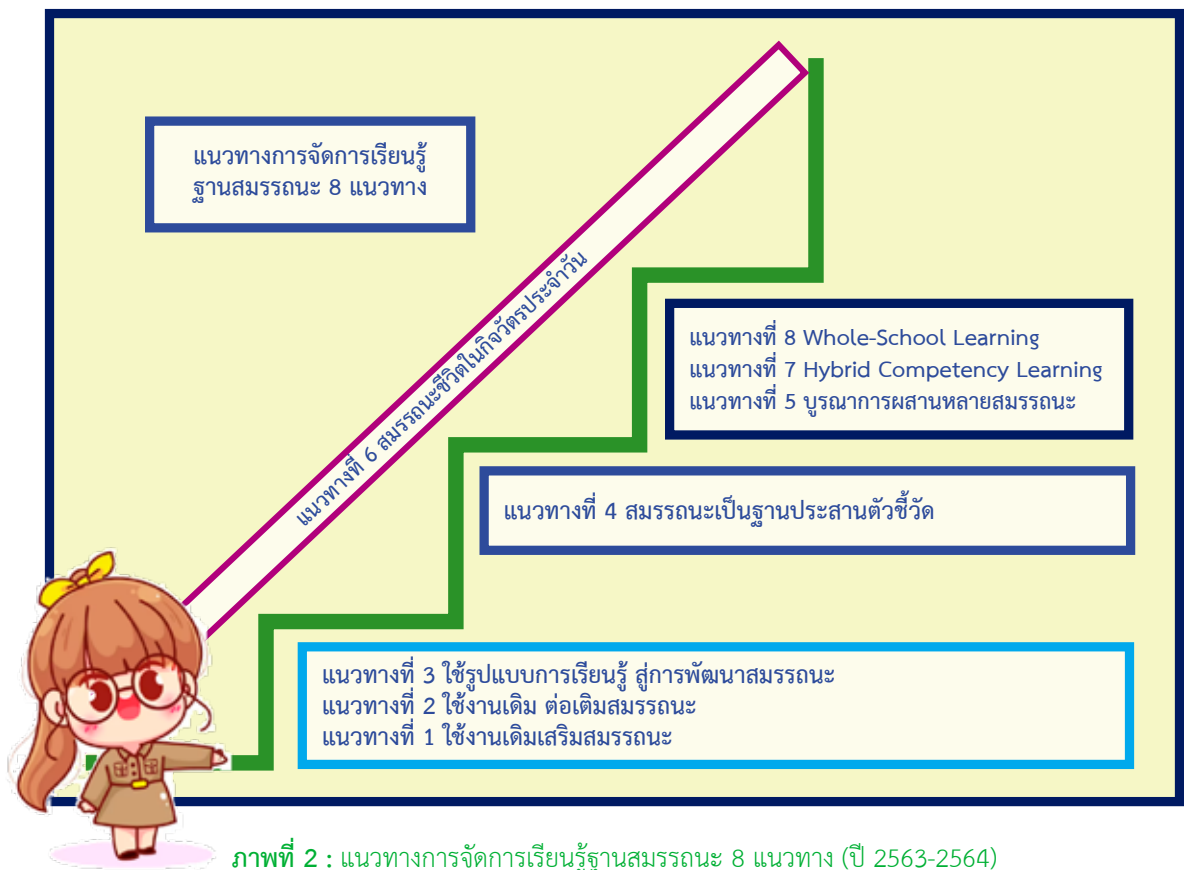 แนวทางการจัดการเรียนรู้
ฐานสมรรถนะ 8 แนวทาง
แนวทางที่ 6 สมรรถนะชีวิตในกิจวัตรประจำวัน
แนวทางที่ 8 Whole-School Learning
แนวทางที่ 7 Hybrid Competency Learning
แนวทางที่ 5 บูรณาการผสานหลายสมรรถนะ
แนวทางที่ 4 สมรรถนะเป็นฐานประสานตัวชี้วัด
แนวทางที่ 3 ใช้รูปแบบการเรียนรู้ สู่การพัฒนาสมรรถนะ
แนวทางที่ 2 ใช้งานเดิม ต่อเติมสมรรถนะ
แนวทางที่ 1 ใช้งานเดิมเสริมสมรรถนะ
ภาพที่ 2 : แนวทางการจัดการเรียนรู้ฐานสมรรถนะ 8 แนวทาง (ปี 2563-2564)